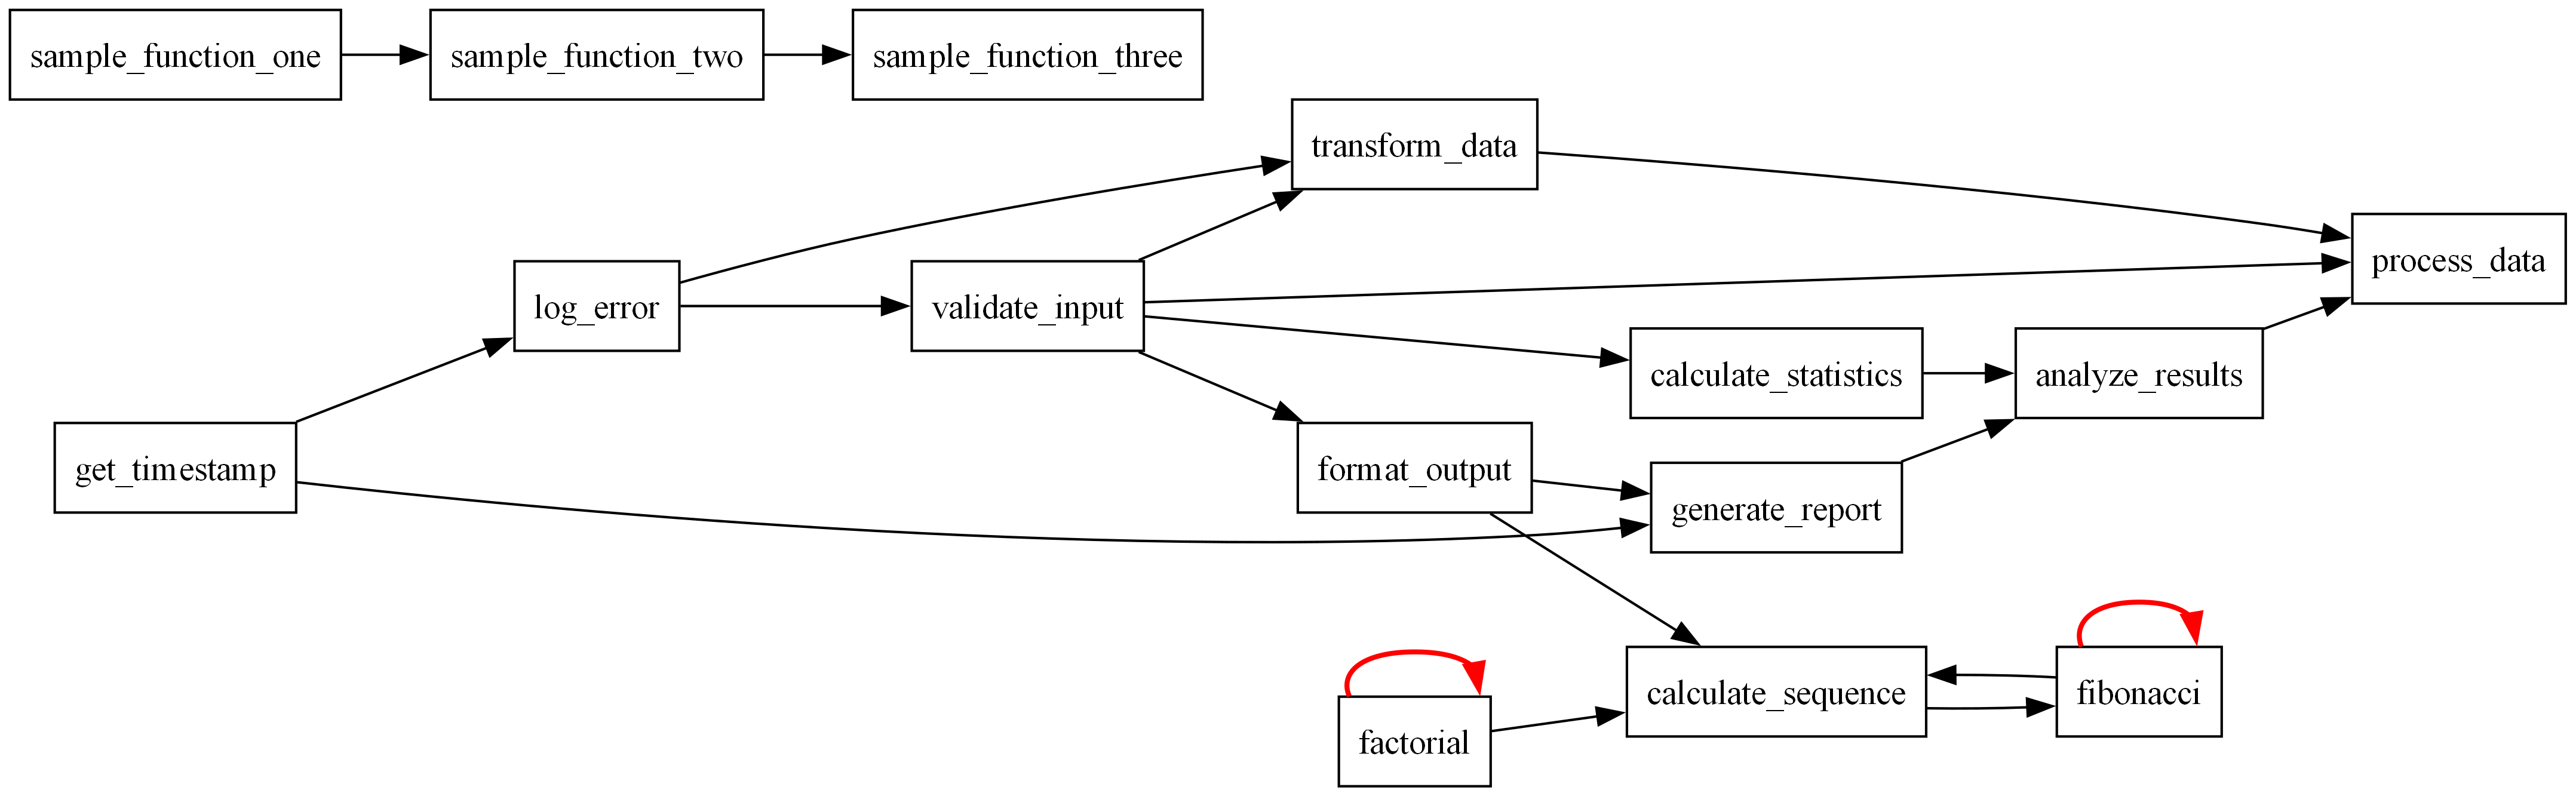 sample_function_one
sample_function_two
sample_function_three
transform_data
process_data
log_error
validate_input
calculate_statistics
analyze_results
get_timestamp
format_output
generate_report
calculate_sequence
fibonacci
factorial